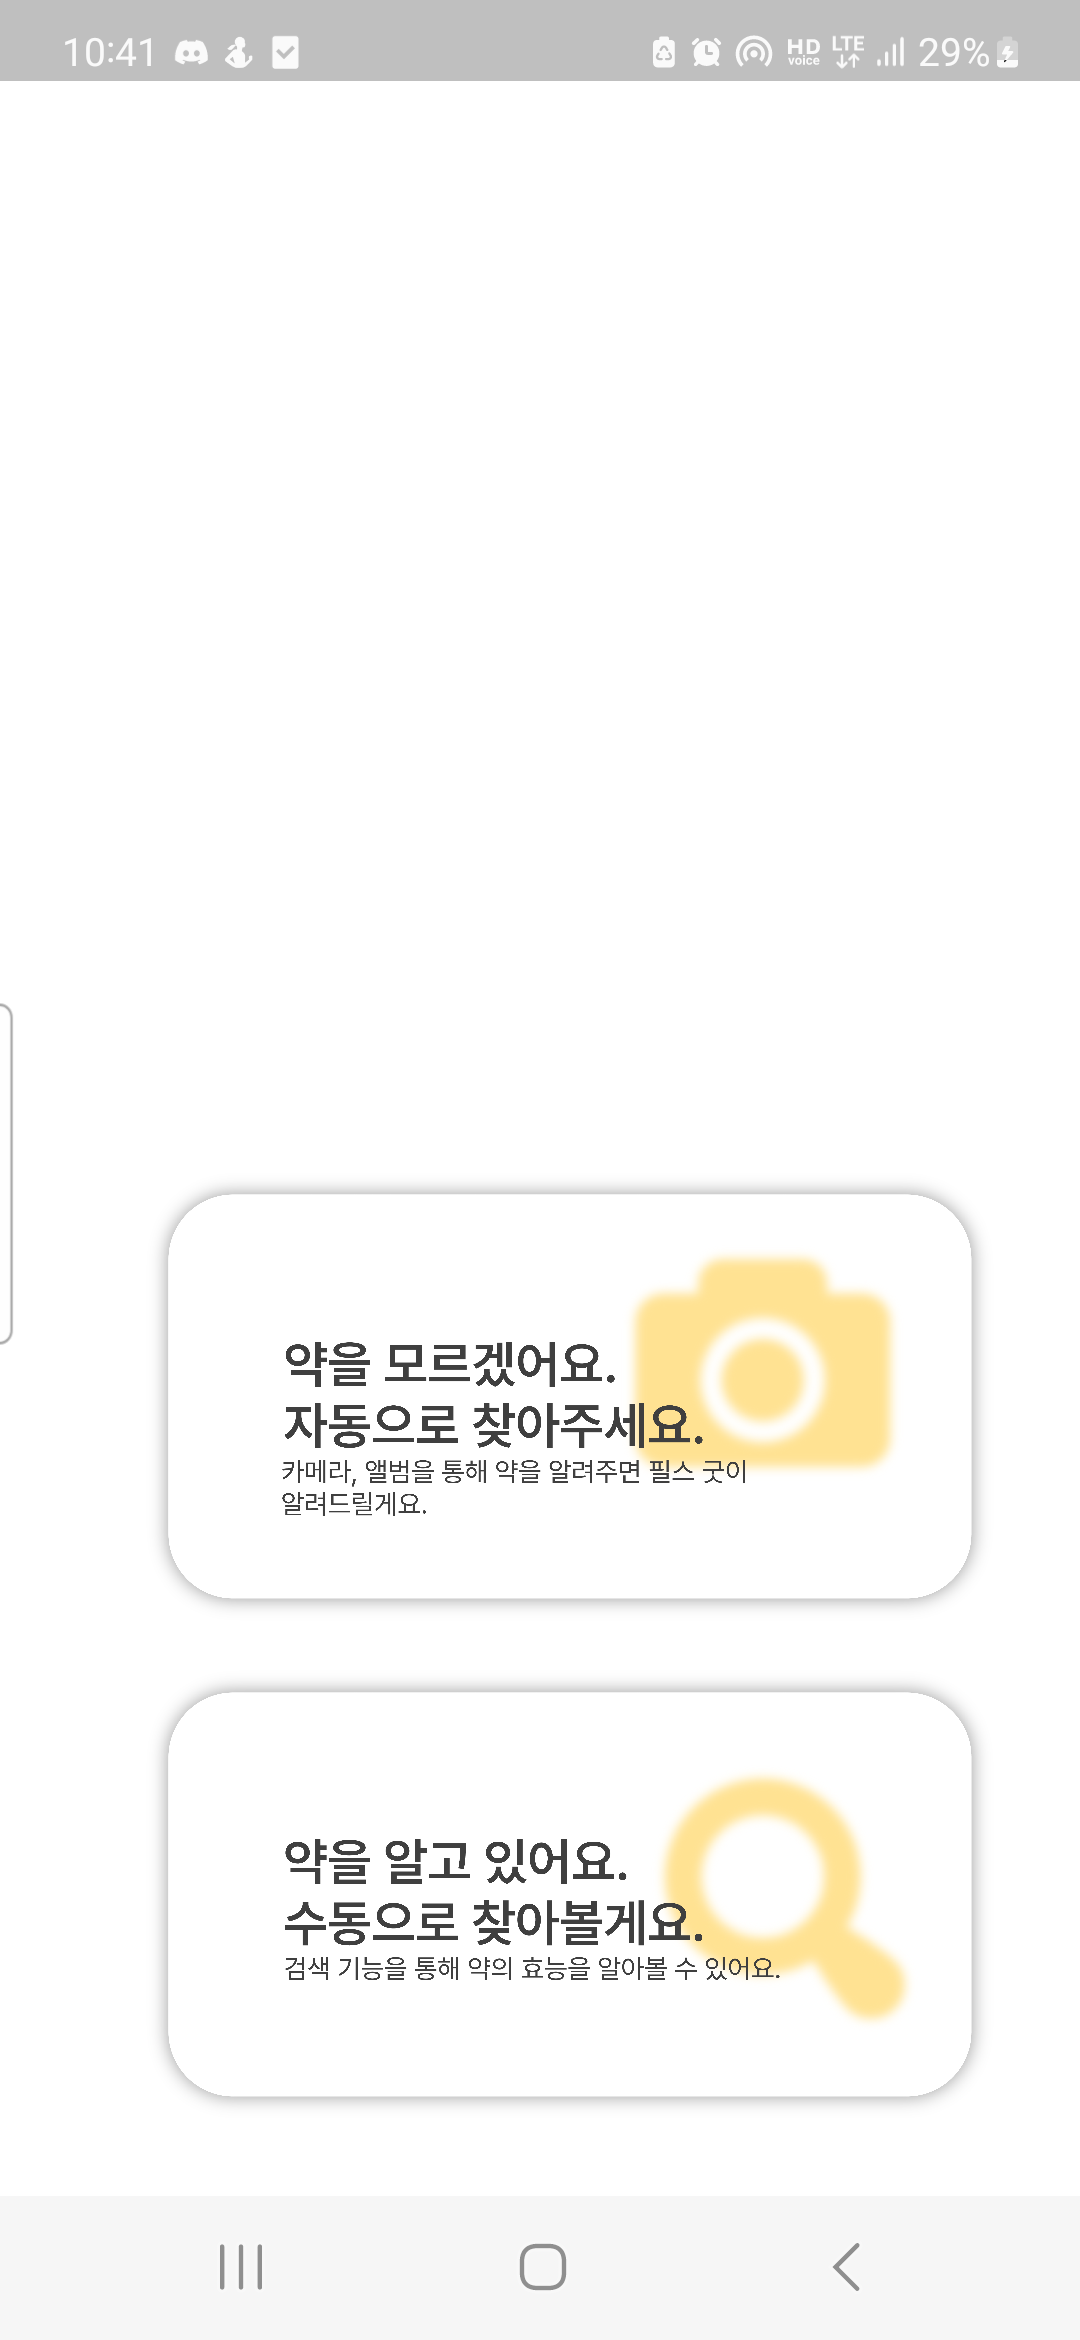 10:41
HD voice LTE 29%
약을 모르겠어요.
자동으로 찾아주세요.
카메라, 앨범을 통해 약을 알려주면 필스 굿이
알려드릴게요.
약을 알고 있어요.
수동으로 찾아볼게요.
검색 기능을 통해 약의 효능을 알아볼 수 있어요.